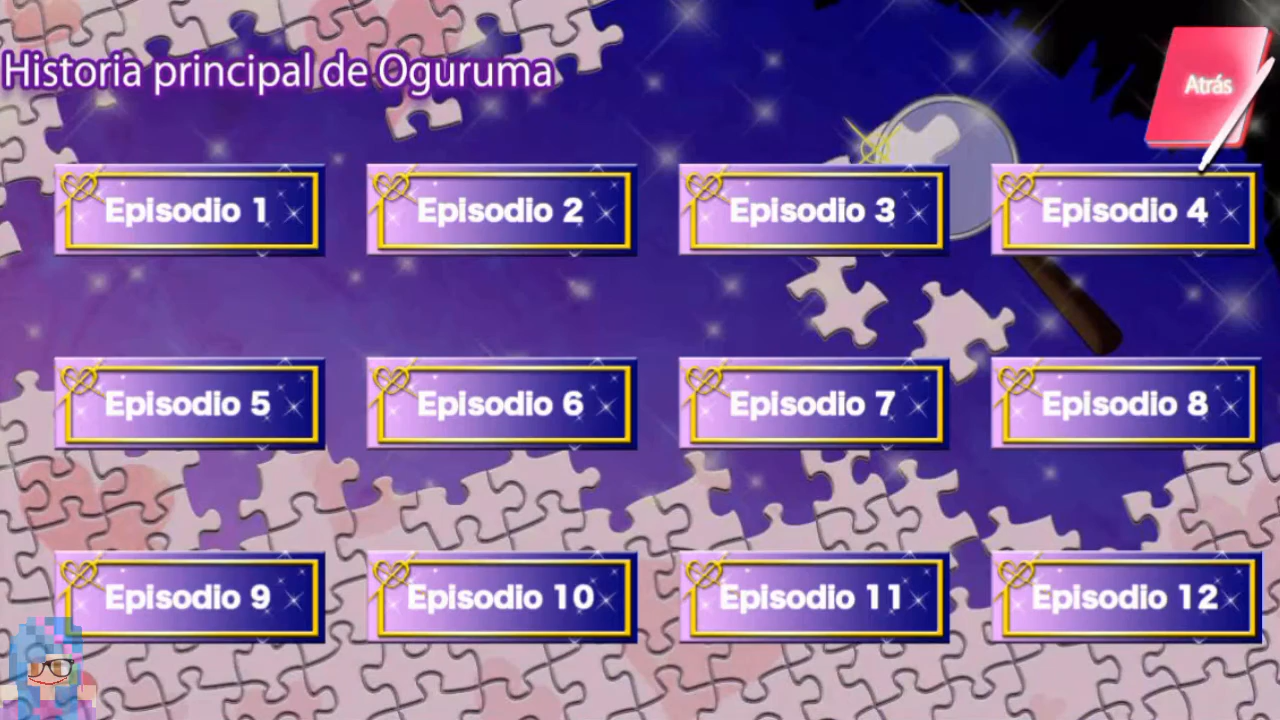 Historia principal de Oguruma
Atrás
Episodio 1
Episodio 2
Episodio 3
Episodio 4
Episodio 5
Episodio 6
Episodio 7
Episodio 8
Episodio 9
Episodio 10
Episodio 11
Episodio 12